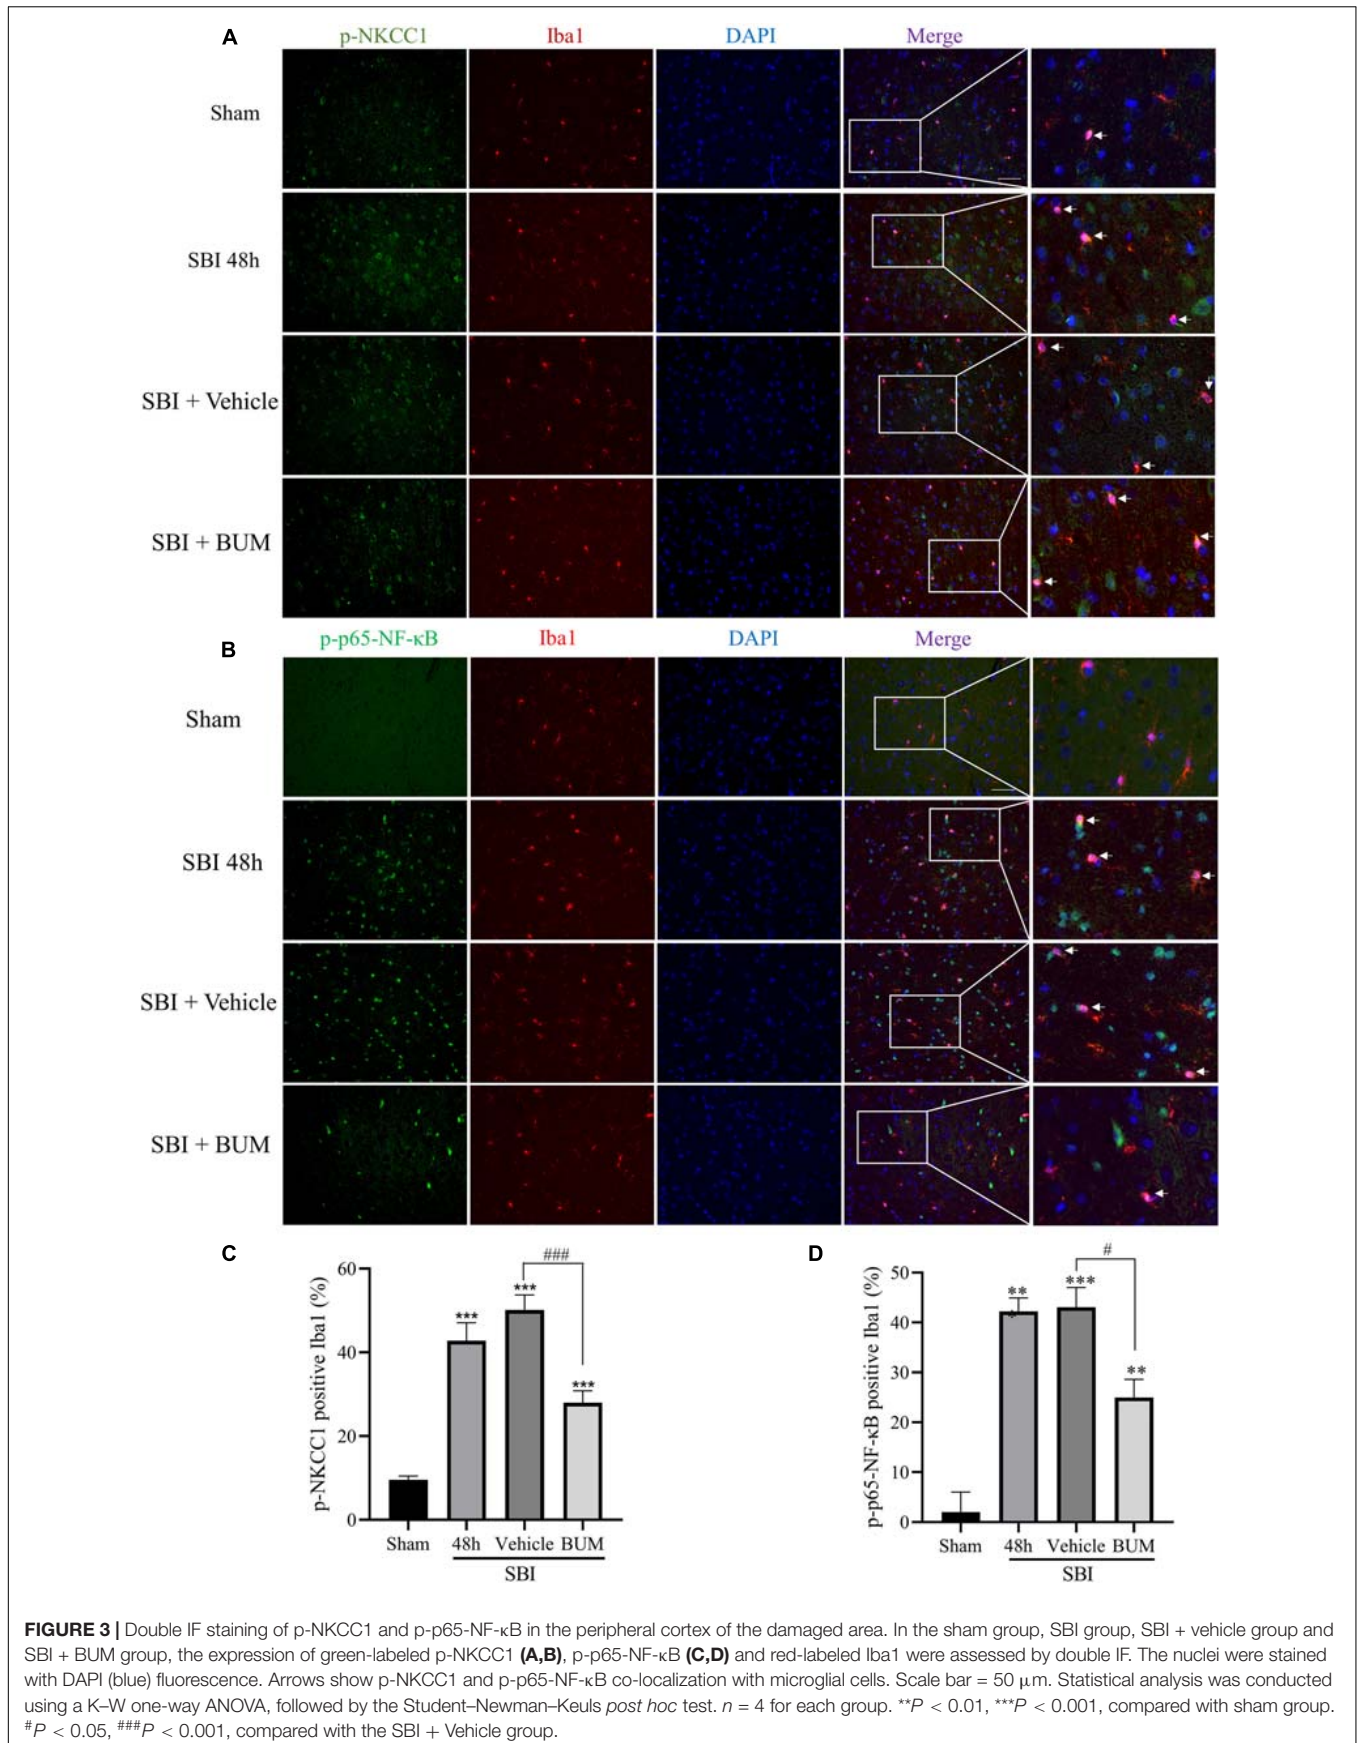 A
p-NKCC1 Iba1 DAPI Merge
Sham
SBI 48h
SBI + Vehicle
SBI + BUM
B
p-p65-NF-κB Iba1 DAPI Merge
Sham
SBI 48h
SBI + Vehicle
SBI + BUM
C
p-NKCC1 positive Iba1 (%)
60
40
20
0
***
***
***
###
Sham 48h Vehicle BUM
SBI
D
p-p65-NF-κB positive Iba1 (%)
50
40
30
20
10
0
**
*
***
**
#
Sham 48h Vehicle BUM
SBI
FIGURE 3 | Double IF staining of p-NKCC1 and p-p65-NF-κB in the peripheral cortex of the damaged area. In the sham group, SBI group, SBI + vehicle group and
SBI + BUM group, the expression of green-labeled p-NKCC1 (A,B), p-p65-NF-κB (C,D) and red-labeled Iba1 were assessed by double IF. The nuclei were stained
with DAPI (blue) fluorescence. Arrows show p-NKCC1 and p-p65-NF-κB co-localization with microglial cells. Scale bar = 50 μm. Statistical analysis was conducted
using a K–W one-way ANOVA, followed by the Student–Newman–Keuls post hoc test. n = 4 for each group. **P < 0.01, ***P < 0.001, compared with sham group.
#P < 0.05, ###P < 0.001, compared with the SBI + Vehicle group.